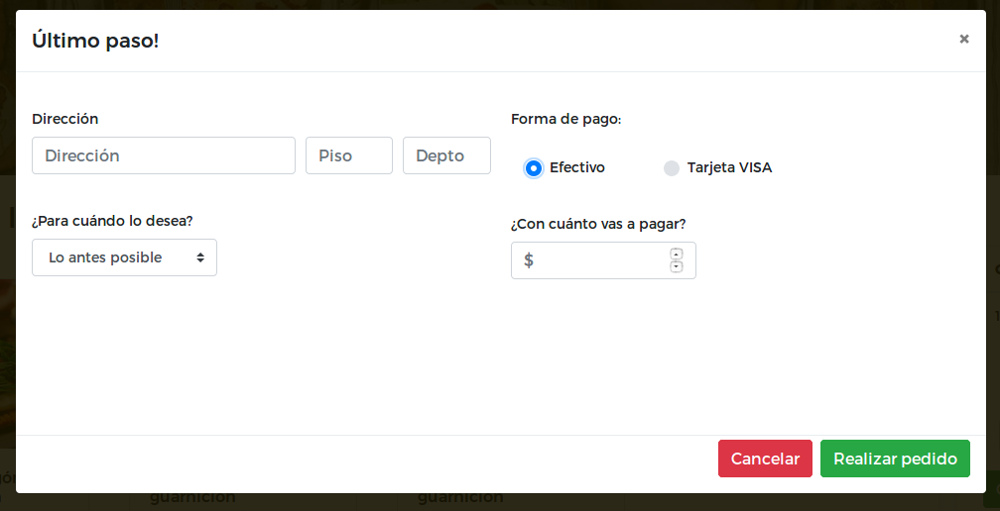 Último paso!
×
Dirección
Dirección
Piso
Depto
¿Para cuándo lo desea?
Lo antes posible
Forma de pago:
Efectivo
Tarjeta VISA
¿Con cuánto vas a pagar?
$
Cancelar
Realizar pedido
guarnición
guarnición